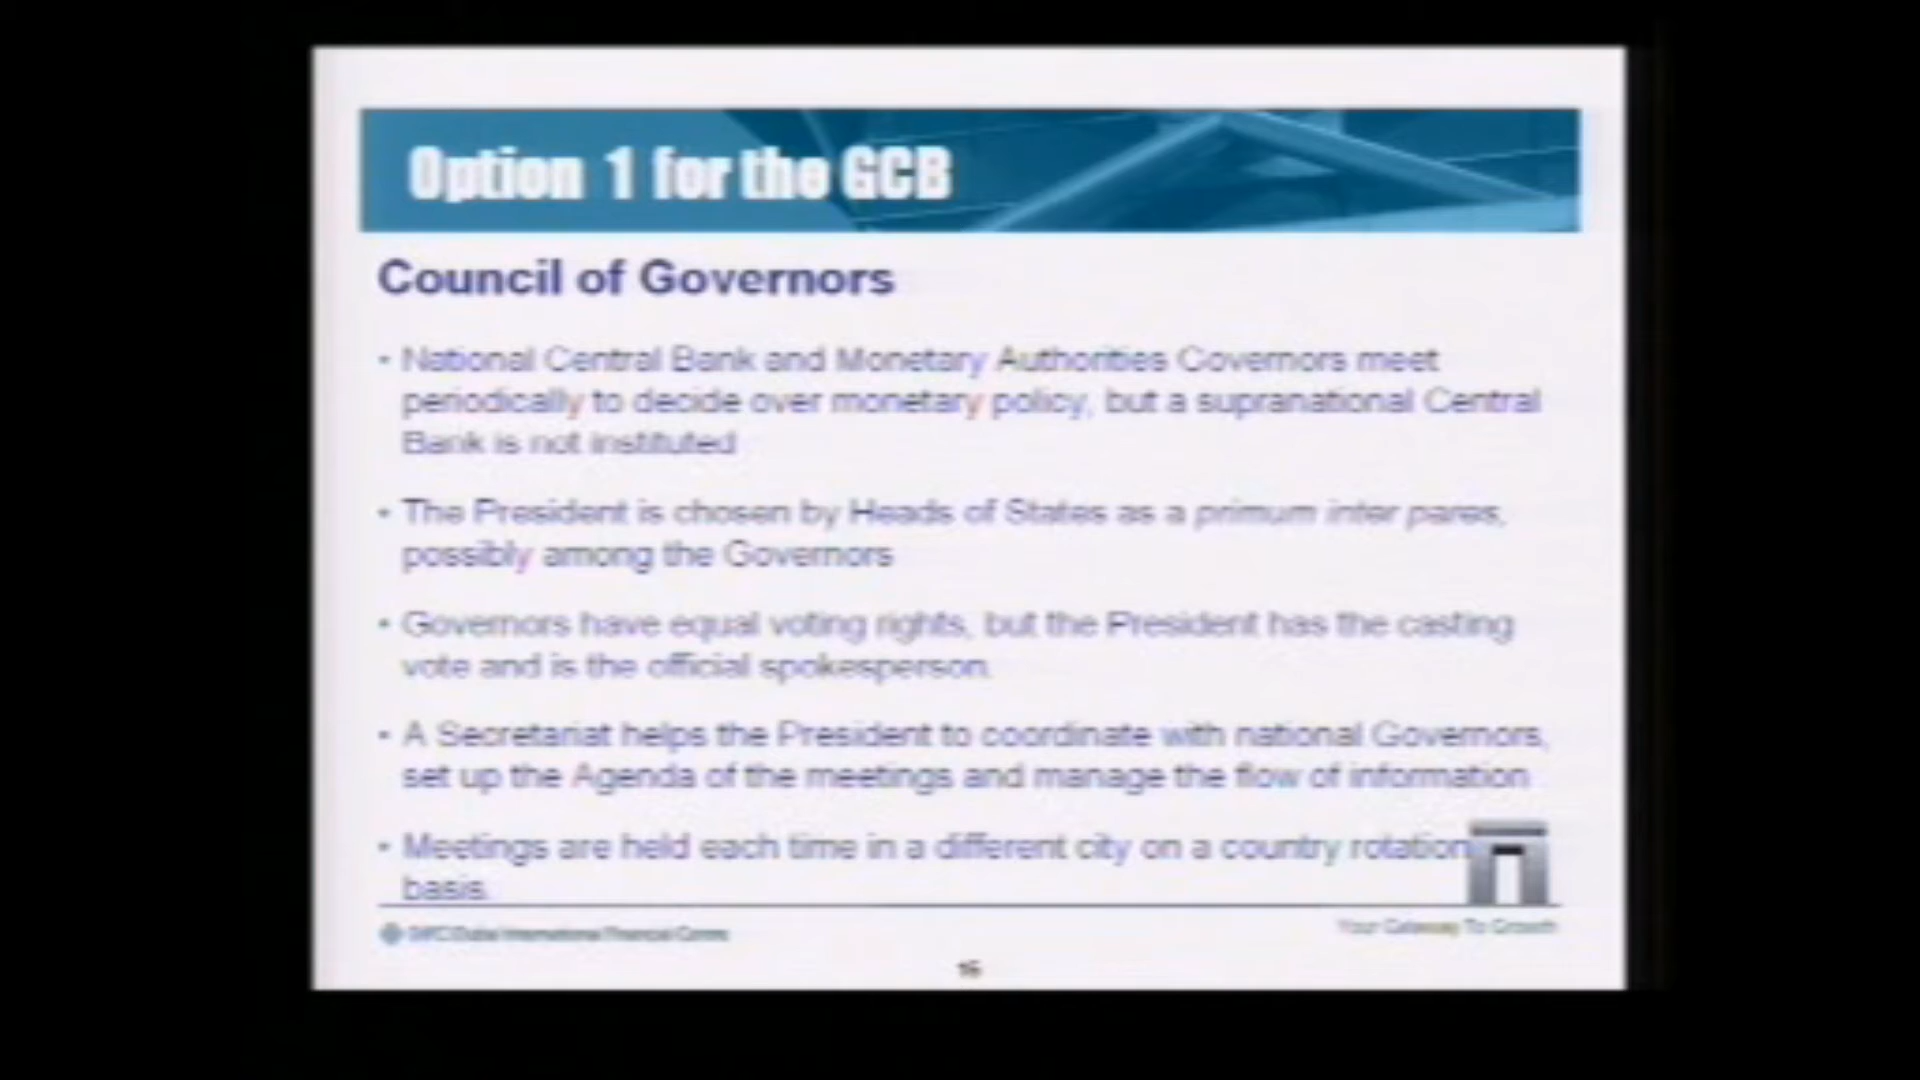 Option 1 for the GCB
Council of Governors
• National Central Bank and Monetary Authorities Governors meet
periodically to decide over monetary policy, but a supranational Central
Bank is not instituted
• The President is chosen by Heads of States as a primum inter pares,
possibly among the Governors
• Governors have equal voting rights, but the President has the casting
vote and is the official spokesperson.
• A Secretariat helps the President to coordinate with national Governors,
set up the Agenda of the meetings and manage the flow of information
• Meetings are held each time in a different city on a country rotation
basis.
DIFC Dubai International Financial Centre
Your Gateway To Growth
16